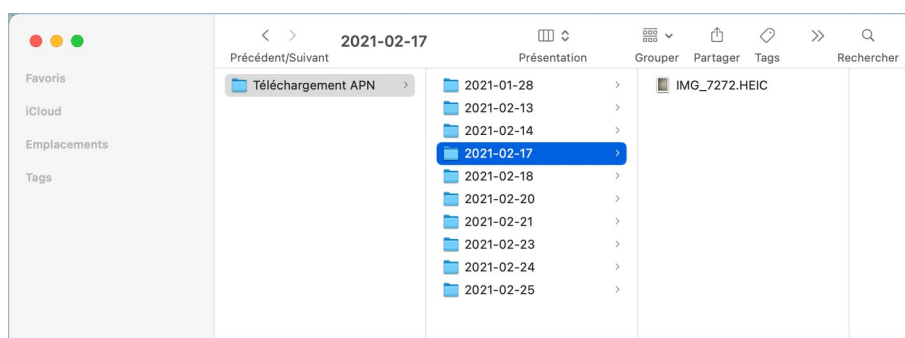 2021-02-17
Précédent/Suivant
Présentation
Grouper
Partager
Tags
Rechercher
Favoris
iCloud
Emplacements
Tags
Téléchargement APN
2021-01-28
2021-02-13
2021-02-14
2021-02-17
2021-02-18
2021-02-20
2021-02-21
2021-02-23
2021-02-24
2021-02-25
IMG_7272.HEIC